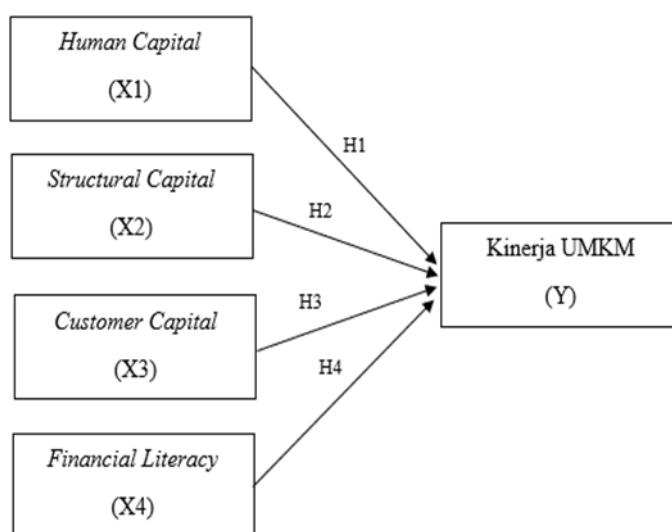 Human Capital
(X1)
H1
Structural Capital
(X2)
H2
Kinerja UMKM
(Y)
Customer Capital
(X3)
H3
H4
Financial Literacy
(X4)